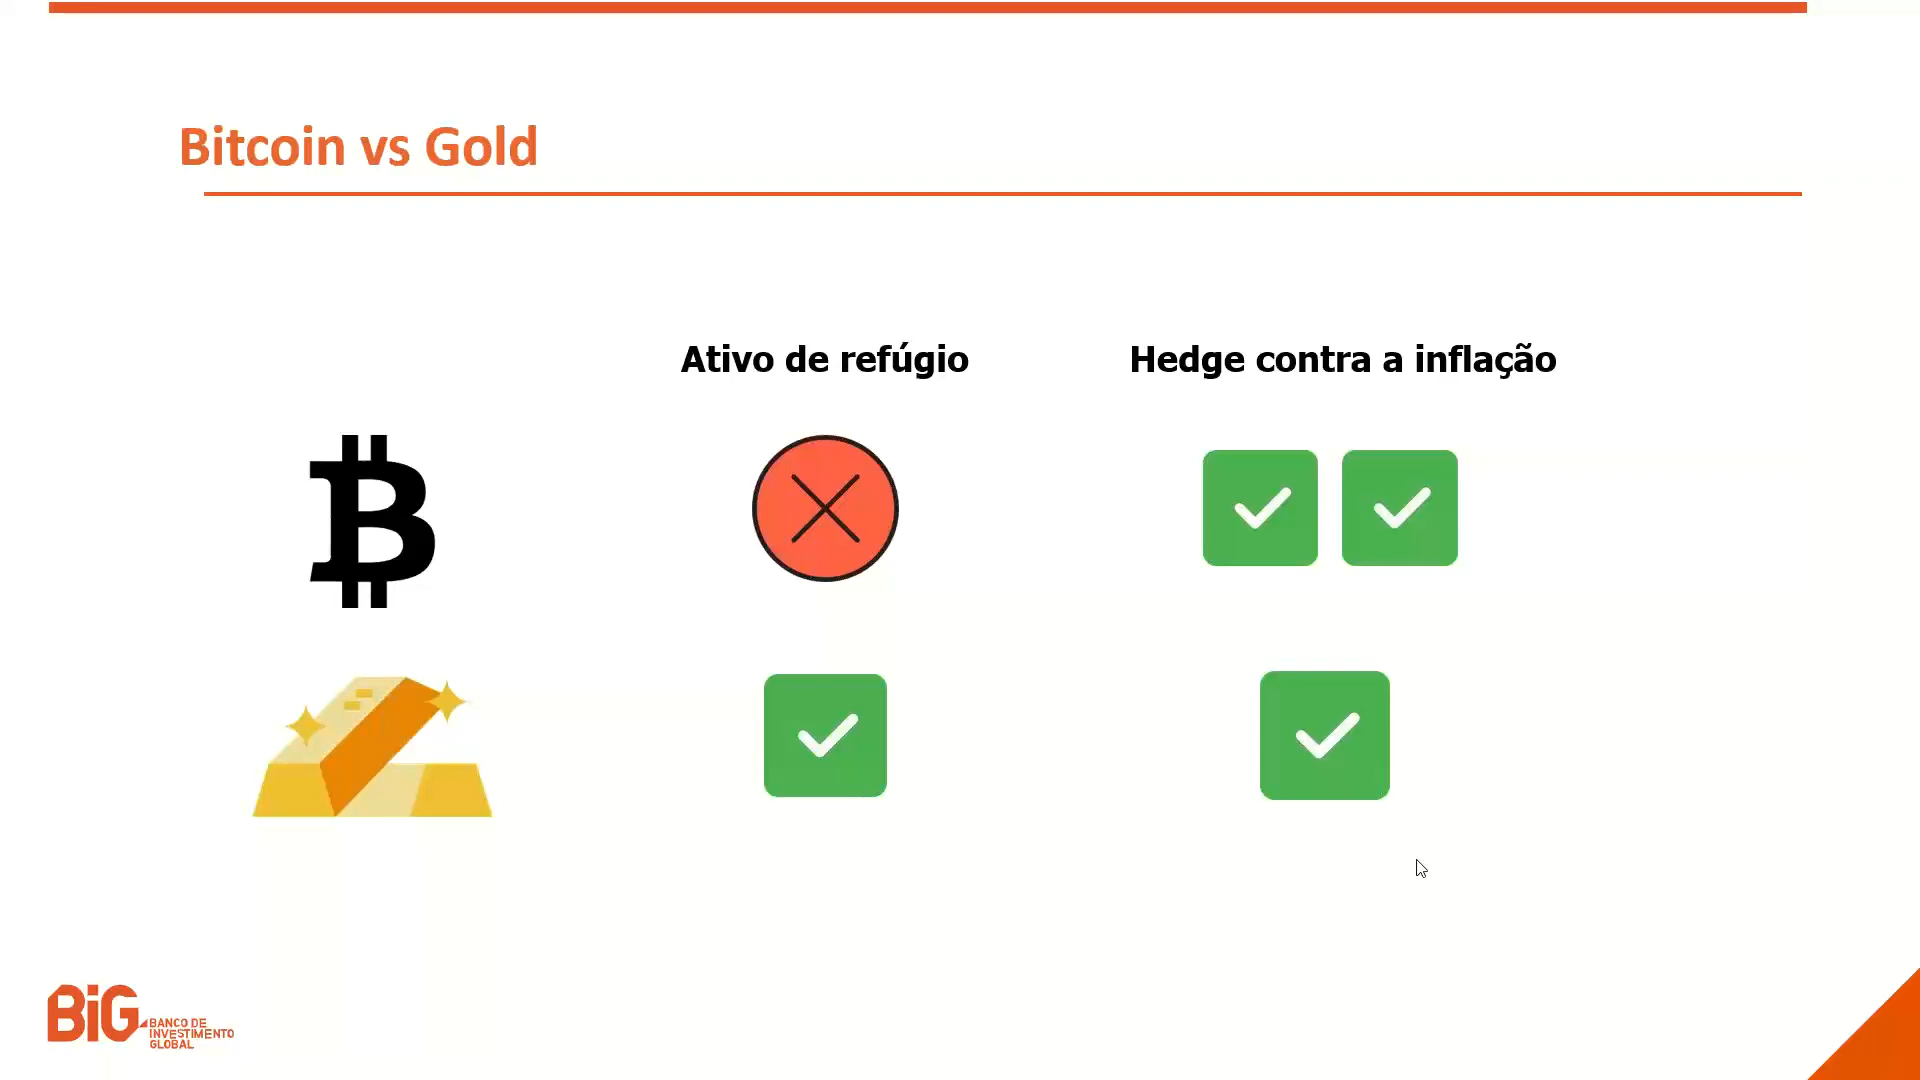 Bitcoin vs Gold
Ativo de refúgio
Hedge contra a inflação
BiG
BANCO DE
INVESTIMENTO
GLOBAL